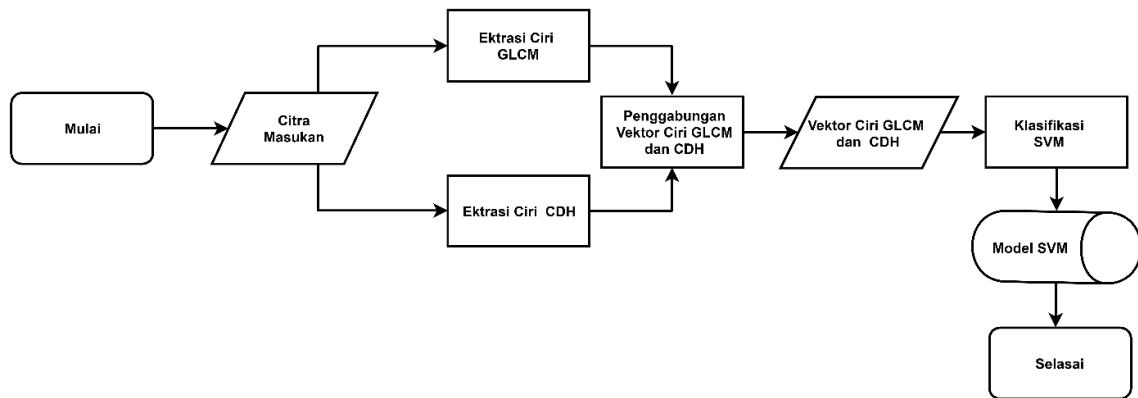 Mulai
Citra
Masukan
Ektrasi Ciri
GLCM
Ektrasi Ciri CDH
Penggabungan
Vektor Ciri GLCM
dan CDH
Vektor Ciri GLCM
dan CDH
Klasifikasi
SVM
Model SVM
Selasai